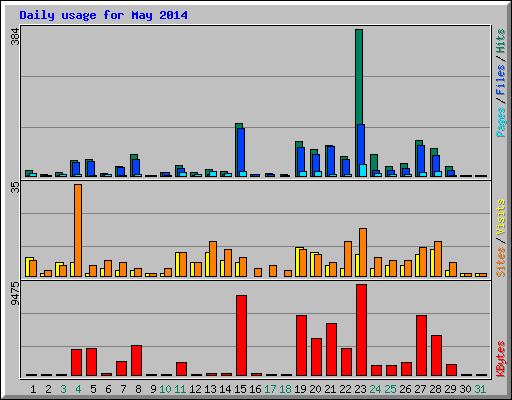 Daily usage for May 2014
384
Pages / Files / Hits
35
Sites / Visits
9475
KBytes
1 2 3 4 5 6 7 8 9 10 11 12 13 14 15 16 17 18 19 20 21 22 23 24 25 26 27 28 29 30 31